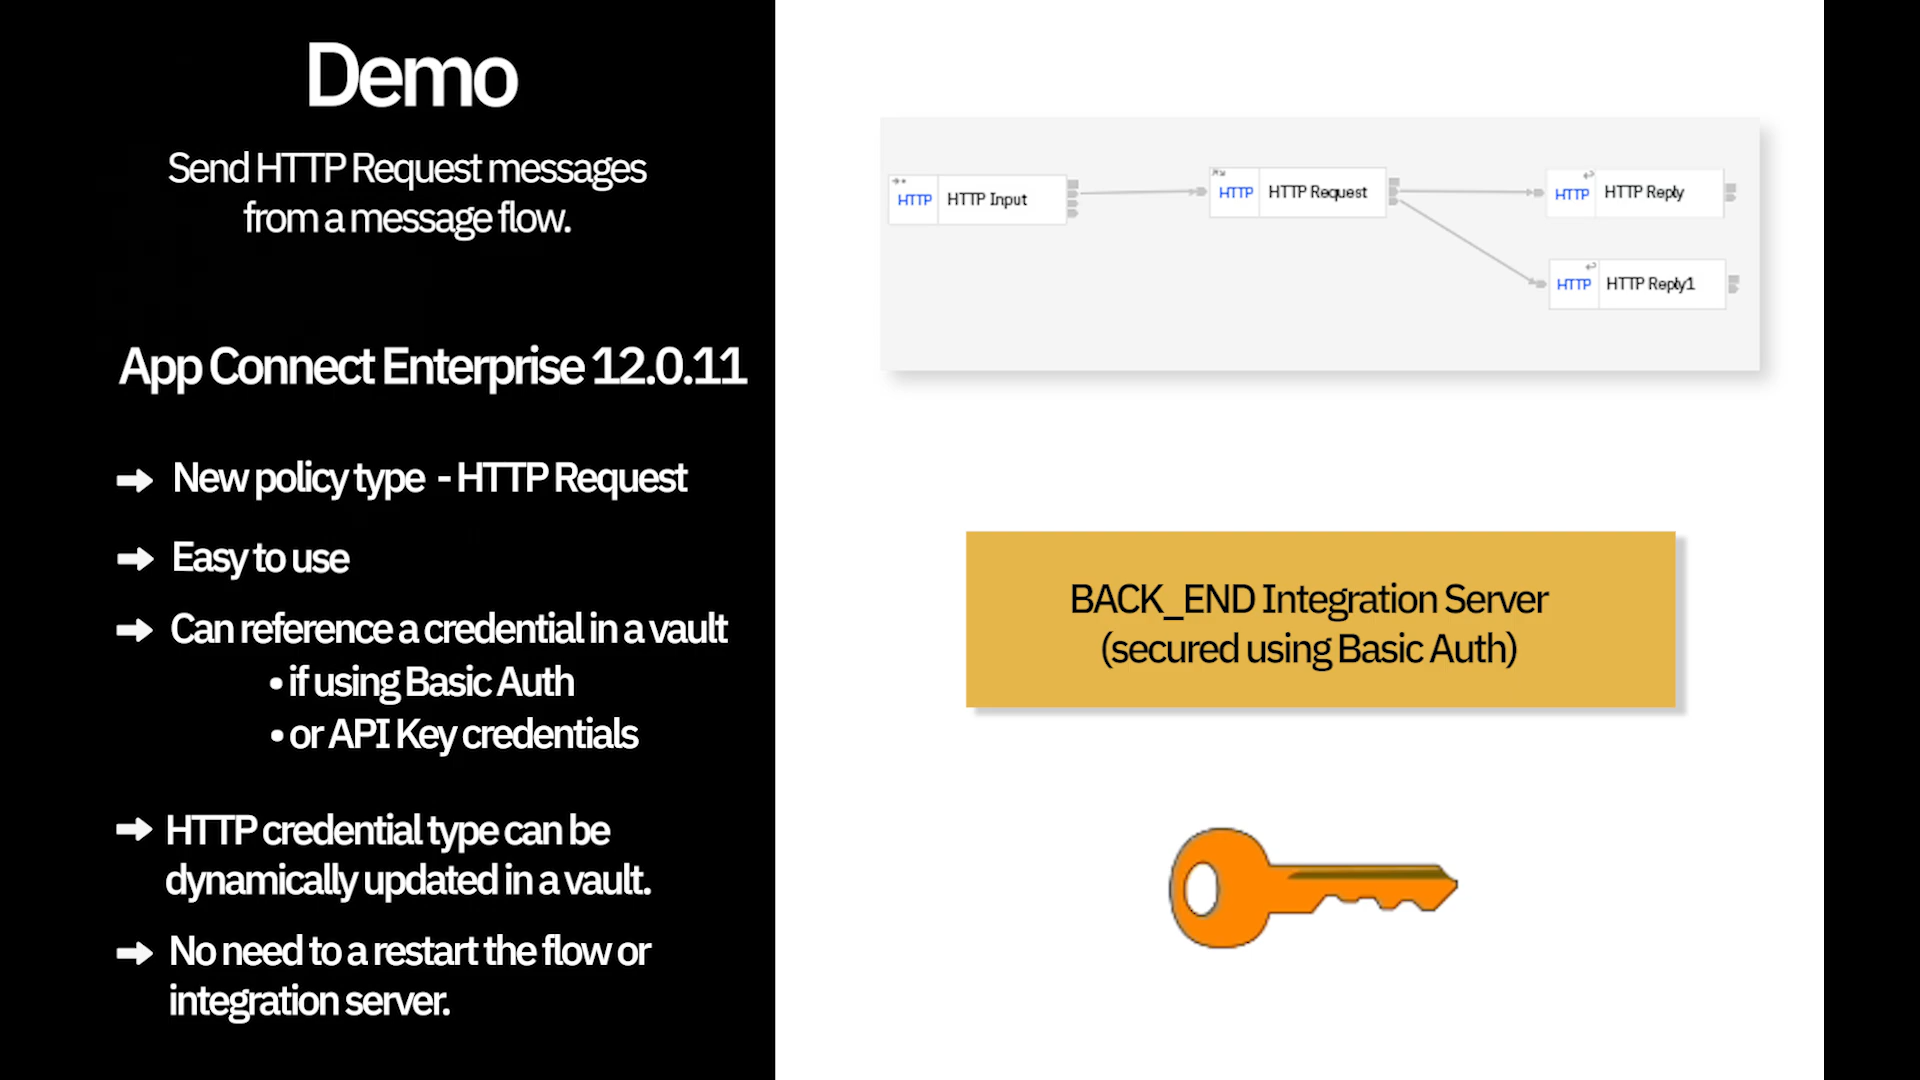 Demo
Send HTTP Request messages
from a message flow.
App Connect Enterprise 12.0.11
New policy type - HTTP Request
Easy to use
Can reference a credential in a vault
• if using Basic Auth
• or API Key credentials
HTTP credential type can be
dynamically updated in a vault.
No need to a restart the flow or
integration server.
HTTP HTTP Input
HTTP HTTP Request
HTTP HTTP Reply
HTTP HTTP Reply1
BACK_END Integration Server
(secured using Basic Auth)